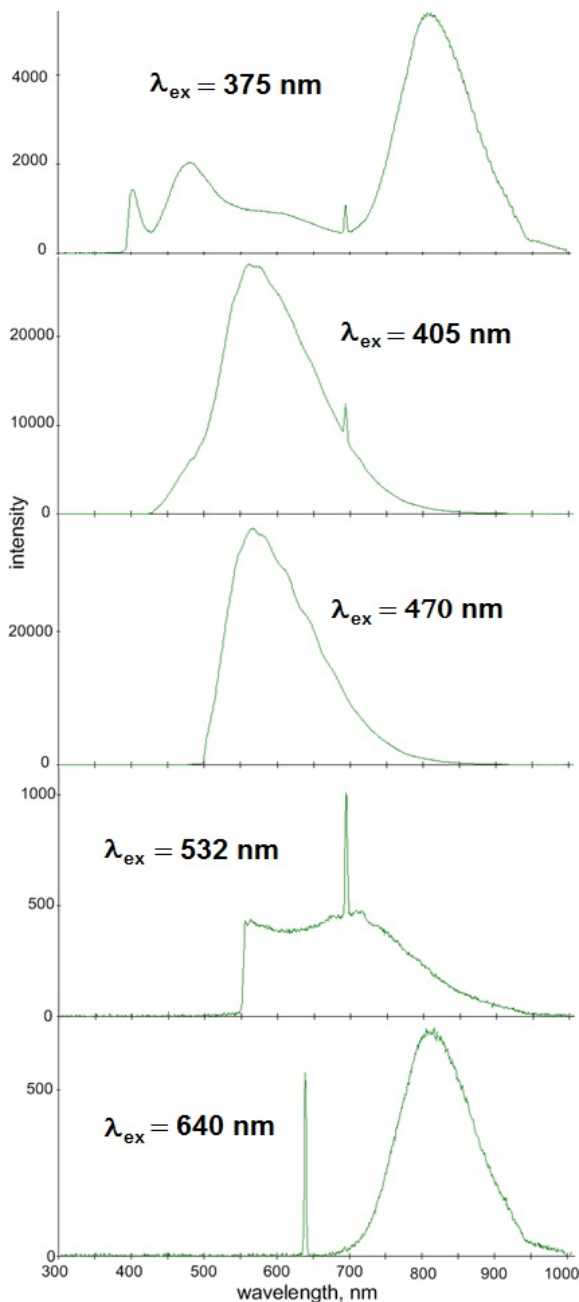 4000
λex = 375 nm
2000
0
20000
λex = 405 nm
10000
0
intensity
λex = 470 nm
20000
0
1000
λex = 532 nm
500
0
500
λex = 640 nm
0
300 400 500 600 700 800 900 1000
wavelength, nm